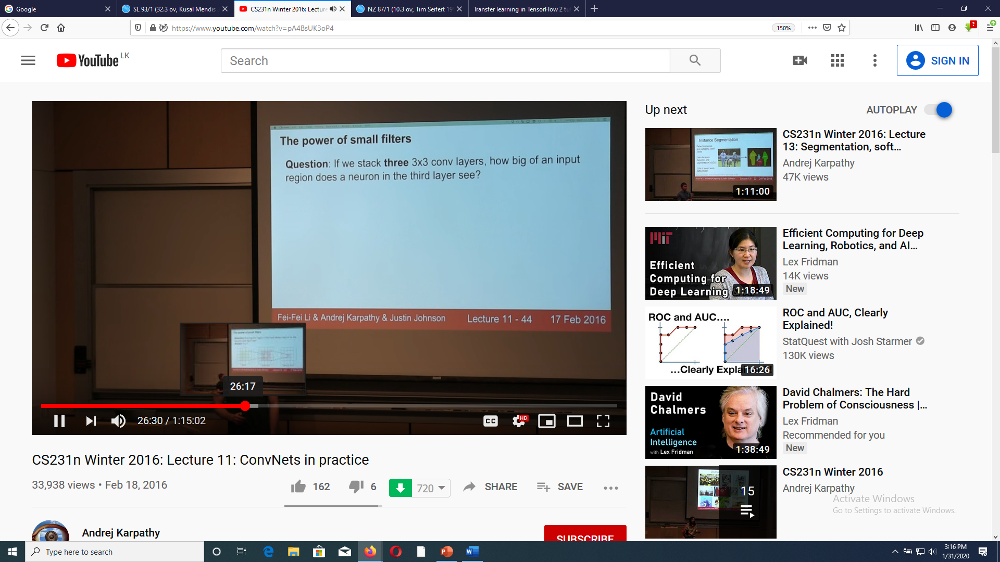 Google
SL 93/1 (32.3 ov, Kusal Mendis
CS231n Winter 2016: Lecture
NZ 87/1 (10.3 ov, Tim Seifert 19
Transfer learning in TensorFlow 2 tu
https://www.youtube.com/watch?v=pA4BsUK3oP4
150%
YouTube LK
Search
SIGN IN
The power of small filters
Question: If we stack three 3x3 conv layers, how big of an input
region does a neuron in the third layer see?
Fei-Fei Li & Andrej Karpathy & Justin Johnson Lecture 11 - 44 17 Feb 2016
26:17
26:30 / 1:15:02
CC
HD
CS231n Winter 2016: Lecture 11: ConvNets in practice
33,938 views • Feb 18, 2016
162
6
720
SHARE
SAVE
Andrej Karpathy
SUBSCRIBE
Up next
AUTOPLAY
Instance Segmentation
1:11:00
CS231n Winter 2016: Lecture
13: Segmentation, soft...
Andrej Karpathy
47K views
MIT
Efficient
Computing for
Deep Learning
1:18:49
Efficient Computing for Deep
Learning, Robotics, and AI...
Lex Fridman
14K views
New
ROC and AUC....
...Clearly Explai
16:26
ROC and AUC, Clearly
Explained!
StatQuest with Josh Starmer
130K views
David
Chalmers
Artificial
Intelligence
with Lex Fridman
1:38:49
David Chalmers: The Hard
Problem of Consciousness |...
Lex Fridman
Recommended for you
New
15
CS231n Winter 2016
Andrej Karpathy
Activate Windows
Go to Settings to activate Windows.
Type here to search
3:16 PM
1/31/2020